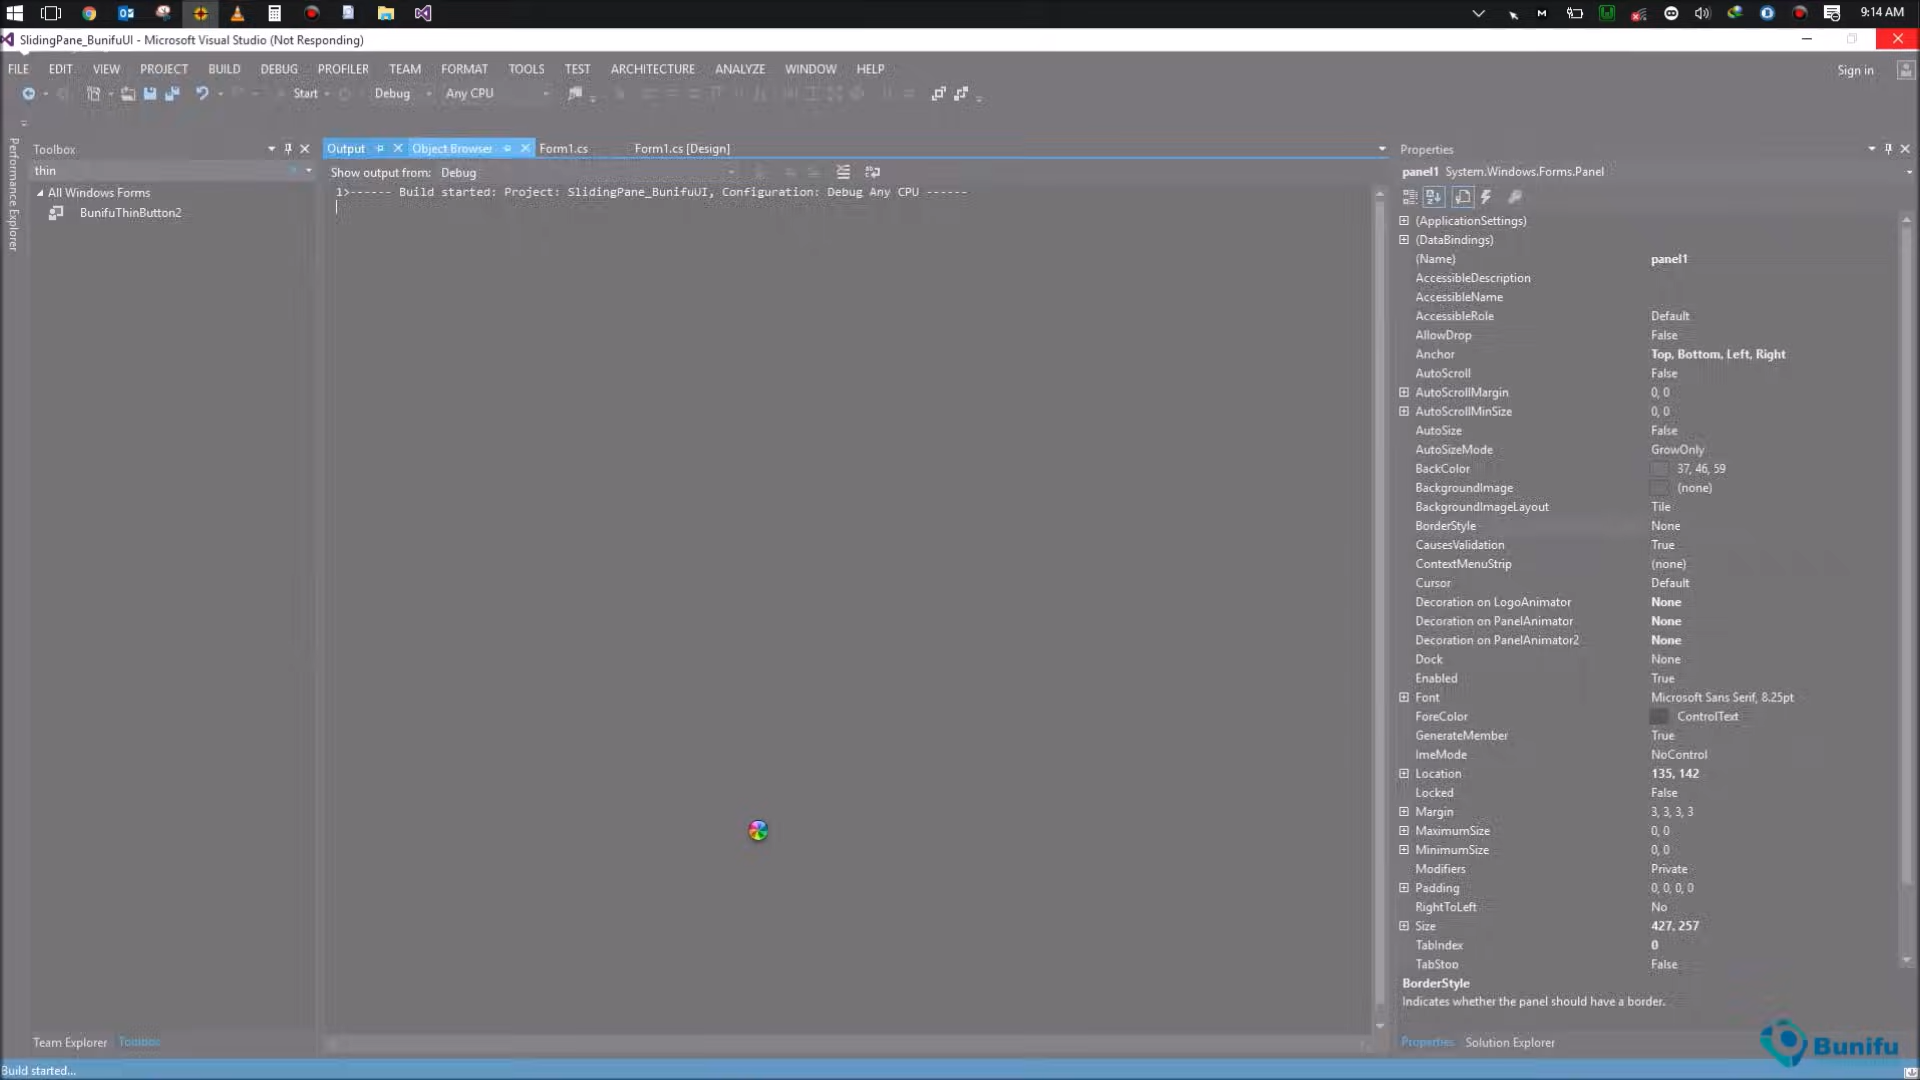 9:14 AM
SlidingPane_BunifuUI - Microsoft Visual Studio (Not Responding)
FILE EDIT VIEW PROJECT BUILD DEBUG PROFILER TEAM FORMAT TOOLS TEST ARCHITECTURE ANALYZE WINDOW HELP Sign in
Start Debug Any CPU
Performance Explorer
Toolbox
thin
All Windows Forms
BunifuThinButton2
Output Object Browser Form1.cs Form1.cs [Design]
Show output from: Debug
1>------ Build started: Project: SlidingPane_BunifuUI, Configuration: Debug Any CPU ------
Properties
panel1 System.Windows.Forms.Panel
(ApplicationSettings)
(DataBindings)
(Name) panel1
AccessibleDescription
AccessibleName
AccessibleRole Default
AllowDrop False
Anchor Top, Bottom, Left, Right
AutoScroll False
AutoScrollMargin 0, 0
AutoScrollMinSize 0, 0
AutoSize False
AutoSizeMode GrowOnly
BackColor 37, 46, 59
BackgroundImage (none)
BackgroundImageLayout Tile
BorderStyle None
CausesValidation True
ContextMenuStrip (none)
Cursor Default
Decoration on LogoAnimator None
Decoration on PanelAnimator None
Decoration on PanelAnimator2 None
Dock None
Enabled True
Font Microsoft Sans Serif, 8.25pt
ForeColor ControlText
GenerateMember True
ImeMode NoControl
Location 135, 142
Locked False
Margin 3, 3, 3, 3
MaximumSize 0, 0
MinimumSize 0, 0
Modifiers Private
Padding 0, 0, 0, 0
RightToLeft No
Size 427, 257
TabIndex 0
TabStop False
BorderStyle
Indicates whether the panel should have a border.
Team Explorer Toolbox
Properties Solution Explorer
Bunifu
Build started...